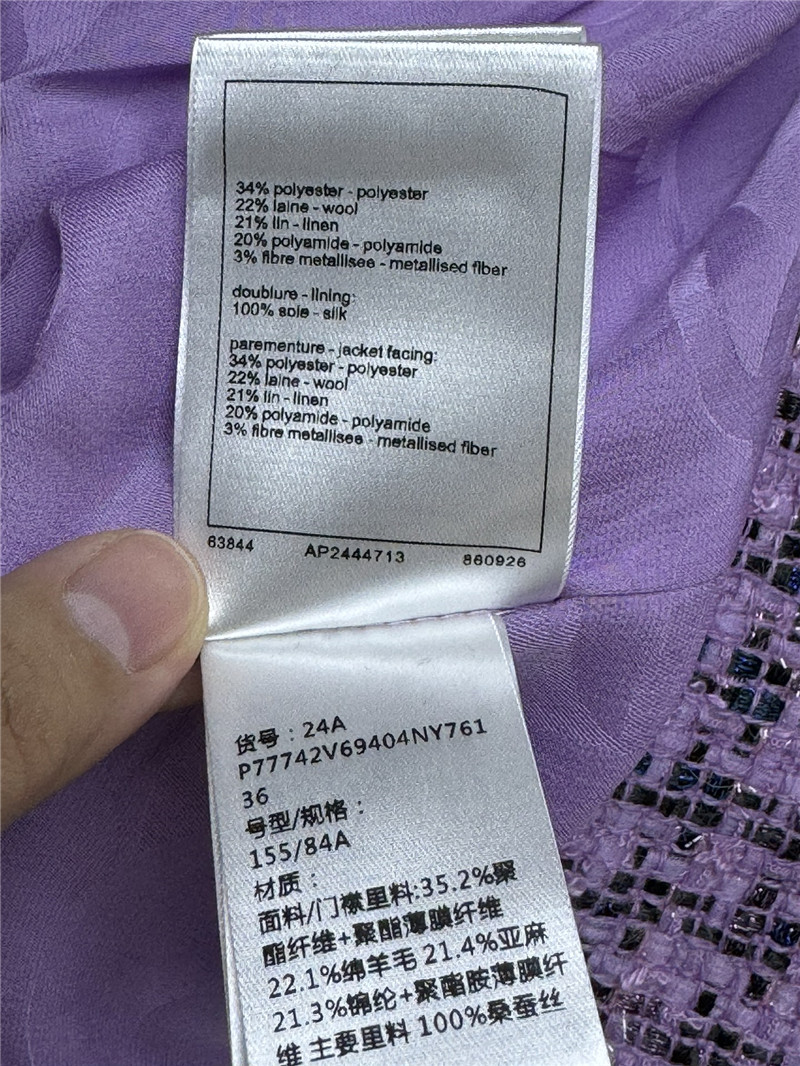 34% polyester - polyester
22% laine - wool
21% lin - linen
20% polyamide - polyamide
3% fibre metallisee - metallised fiber
doublure - lining:
100% soie - silk
parementure - jacket facing:
34% polyester - polyester
22% laine - wool
21% lin - linen
20% polyamide - polyamide
3% fibre metallisee - metallised fiber
63844 AP2444713 860926
货号：24A
P77742V69404NY761
36
号型/规格：
155/84A
材质：
面料/门襟里料:35.2%聚
酯纤维+聚酯薄膜纤维
22.1%绵羊毛 21.4%亚麻
21.3%锦纶+聚酯胺薄膜纤
维 主要里料 100%桑蚕丝